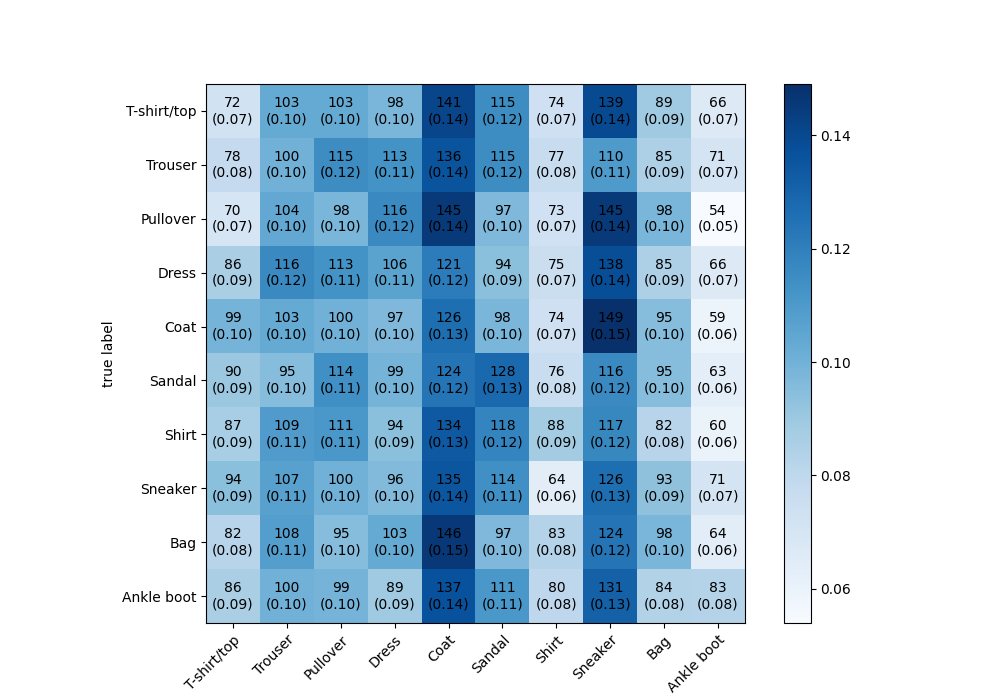 T-shirt/top 72 103 103 98 141 115 74 139 89 66
(0.07) (0.10) (0.10) (0.10) (0.14) (0.12) (0.07) (0.14) (0.09) (0.07)
Trouser 78 100 115 113 136 115 77 110 85 71
(0.08) (0.10) (0.12) (0.11) (0.14) (0.12) (0.08) (0.11) (0.09) (0.07)
Pullover 70 104 98 116 145 97 73 145 98 54
(0.07) (0.10) (0.10) (0.12) (0.14) (0.10) (0.07) (0.14) (0.10) (0.05)
Dress 86 116 113 106 121 94 75 138 85 66
(0.09) (0.12) (0.11) (0.11) (0.12) (0.09) (0.07) (0.14) (0.09) (0.07)
Coat 99 103 100 97 126 98 74 149 95 59
(0.10) (0.10) (0.10) (0.10) (0.13) (0.10) (0.07) (0.15) (0.10) (0.06)
Sandal 90 95 114 99 124 128 76 116 95 63
(0.09) (0.10) (0.11) (0.10) (0.12) (0.13) (0.08) (0.12) (0.10) (0.06)
Shirt 87 109 111 94 134 118 88 117 82 60
(0.09) (0.11) (0.11) (0.09) (0.13) (0.12) (0.09) (0.12) (0.08) (0.06)
Sneaker 94 107 100 96 135 114 64 126 93 71
(0.09) (0.11) (0.10) (0.10) (0.14) (0.11) (0.06) (0.13) (0.09) (0.07)
Bag 82 108 95 103 146 97 83 124 98 64
(0.08) (0.11) (0.10) (0.10) (0.15) (0.10) (0.08) (0.12) (0.10) (0.06)
Ankle boot 86 100 99 89 137 111 80 131 84 83
(0.09) (0.10) (0.10) (0.09) (0.14) (0.11) (0.08) (0.13) (0.08) (0.08)
T-shirt/top Trouser Pullover Dress Coat Sandal Shirt Sneaker Bag Ankle boot
true label
0.14
0.12
0.10
0.08
0.06